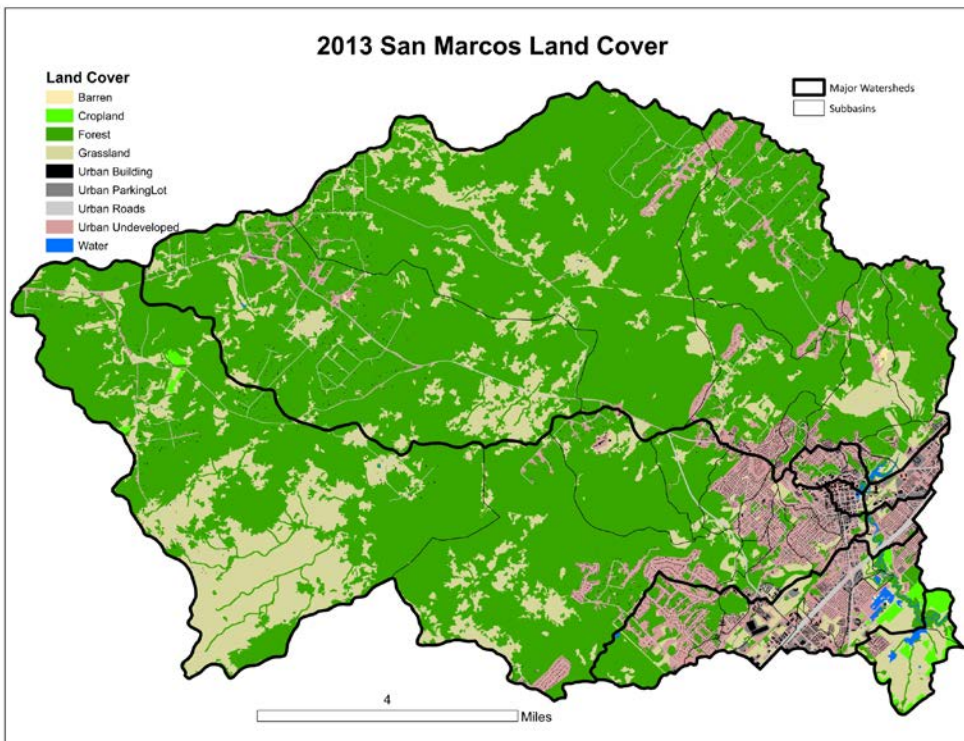 2013 San Marcos Land Cover
Land Cover
Barren
Cropland
Forest
Grassland
Urban Building
Urban ParkingLot
Urban Roads
Urban Undeveloped
Water
Major Watersheds
Subbasins
4
Miles